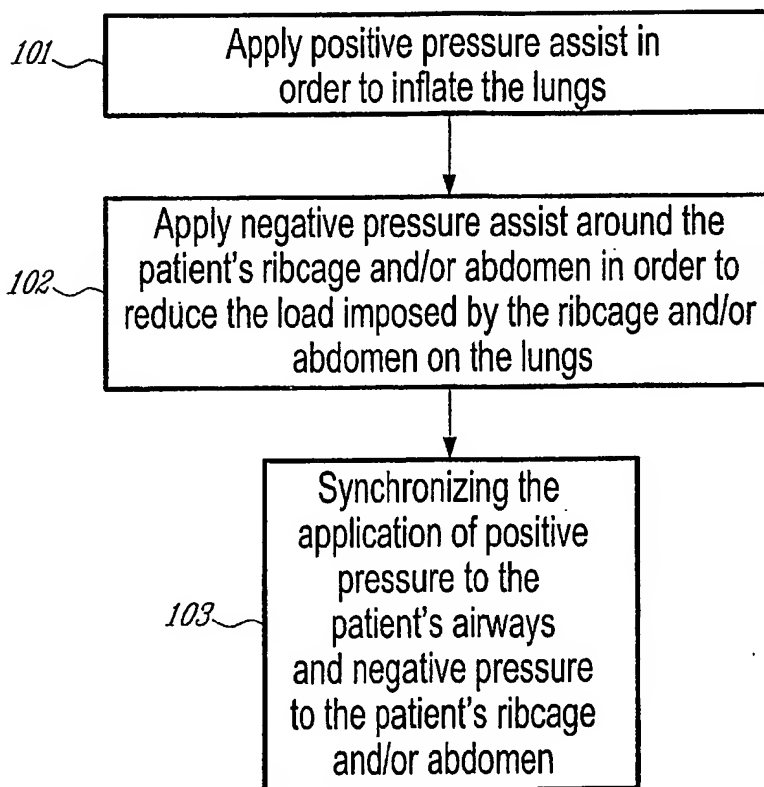 101
Apply positive pressure assist in
order to inflate the lungs
102
Apply negative pressure assist around the
patient's ribcage and/or abdomen in order to
reduce the load imposed by the ribcage and/or
abdomen on the lungs
103
Synchronizing the
application of positive
pressure to the
patient's airways
and negative pressure
to the patient's ribcage
and/or abdomen